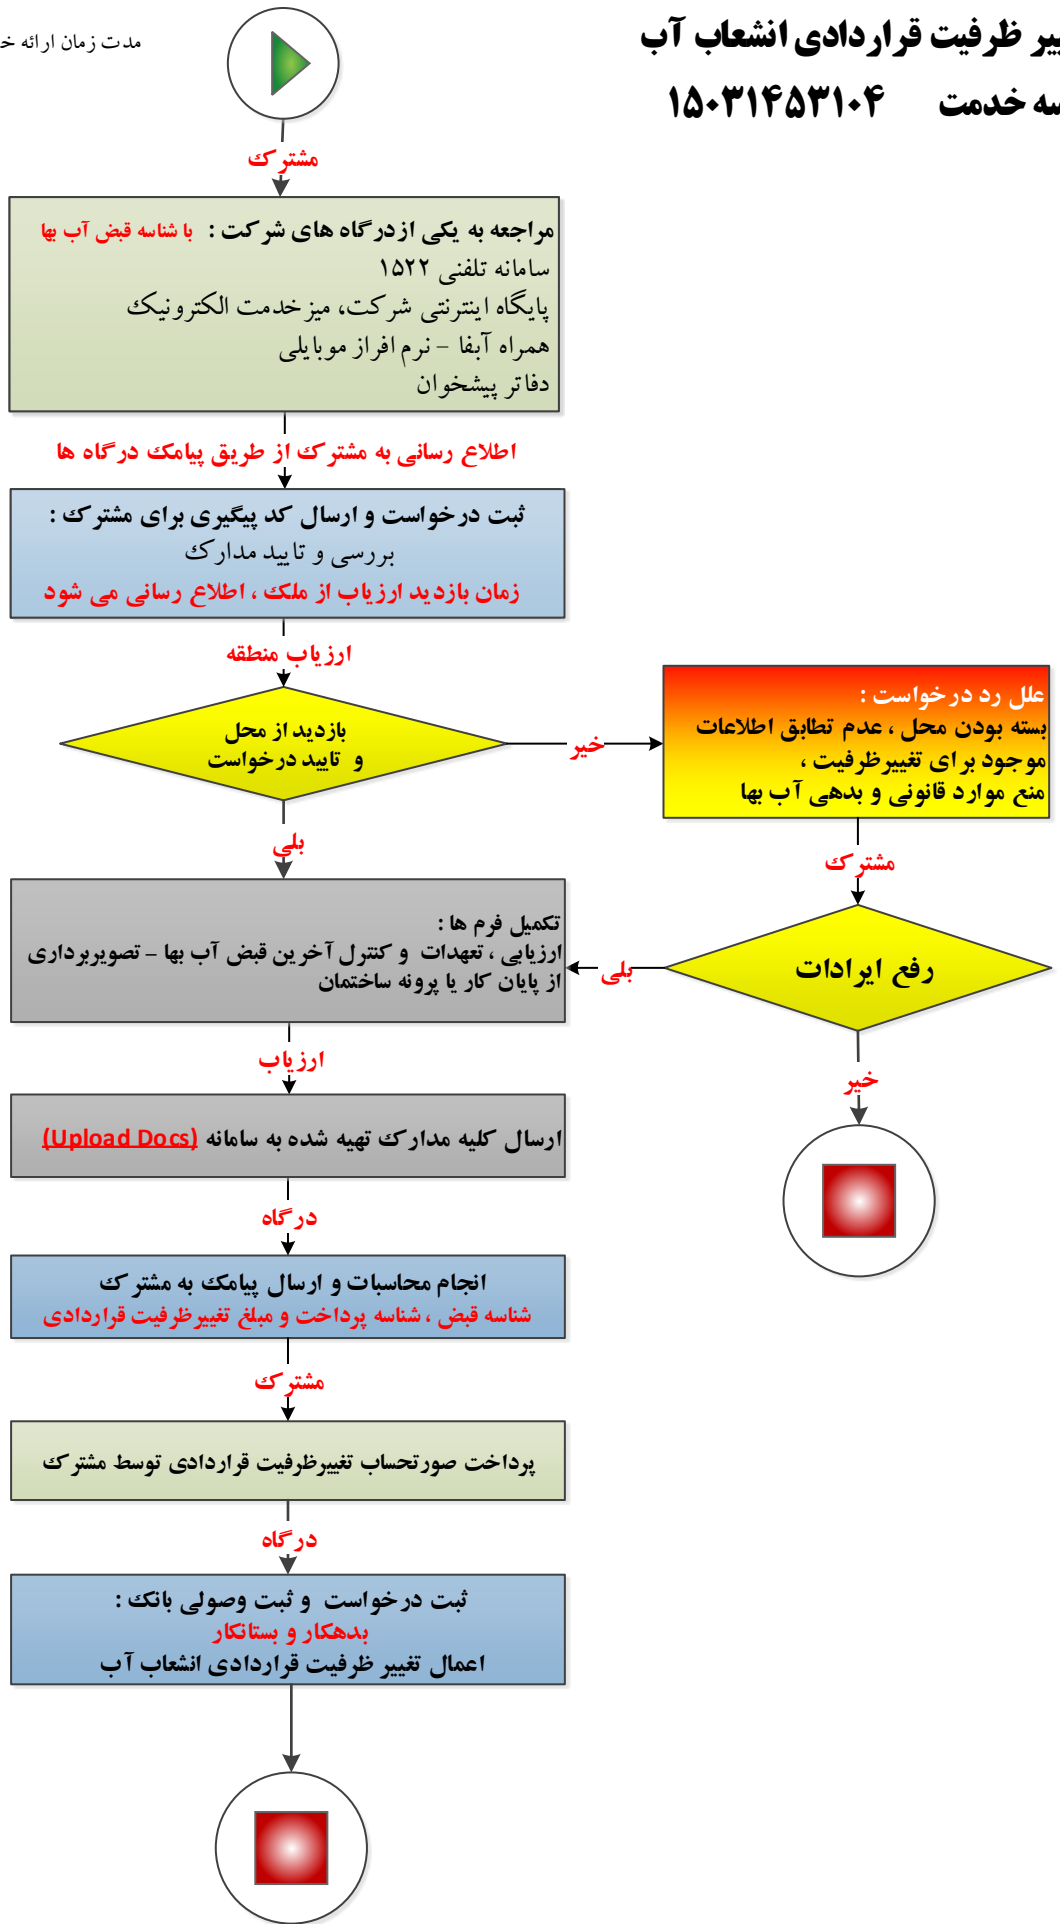 ییر ظرفیت قراردادی انشعاب آب
سه خدمت ۱۵۰۳۱۴۵۳۱۰۴
مدت زمان ارائه خ
مشترک
مراجعه به یکی ازدرگاه های شرکت : با شناسه قبض آب بها
سامانه تلفنی ۱۵۲۲
پایگاه اینترنتی شرکت، میزخدمت الکترونیک
همراه آبفا - نرم افراز موبایلی
دفاتر پیشخوان
اطلاع رسانی به مشترک از طریق پیامک درگاه ها
ثبت درخواست و ارسال کد پیگیری برای مشترک :
بررسی و تایید مدارک
زمان بازدید ارزیاب از ملک ، اطلاع رسانی می شود
ارزیاب منطقه
بازدید از محل
و تایید درخواست
خیر
علل رد درخواست :
بسته بودن محل ، عدم تطابق اطلاعات
موجود برای تغییرظرفیت ،
منع موارد قانونی و بدهی آب بها
بلی
مشترک
تکمیل فرم ها :
ارزیابی ، تعهدات و کنترل آخرین قبض آب بها - تصویربرداری
از پایان کار یا پرونه ساختمان
بلی
رفع ایرادات
خیر
ارزیاب
ارسال کلیه مدارک تهیه شده به سامانه (Upload Docs)
درگاه
انجام محاسبات و ارسال پیامک به مشترک
شناسه قبض ، شناسه پرداخت و مبلغ تغییرظرفیت قراردادی
مشترک
پرداخت صورتحساب تغییرظرفیت قراردادی توسط مشترک
درگاه
ثبت درخواست و ثبت وصولی بانک :
بدهکار و بستانکار
اعمال تغییر ظرفیت قراردادی انشعاب آب